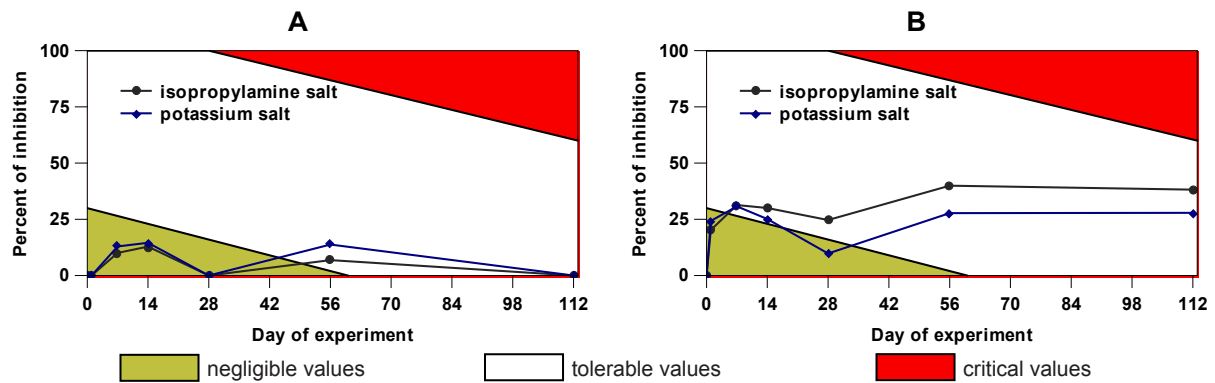 A
100
75
50
25
0
Percent of inhibition
isopropylamine salt
potassium salt
0 14 28 42 56 70 84 98 112
Day of experiment
B
100
75
50
25
0
Percent of inhibition
isopropylamine salt
potassium salt
0 14 28 42 56 70 84 98 112
Day of experiment
negligible values
tolerable values
critical values